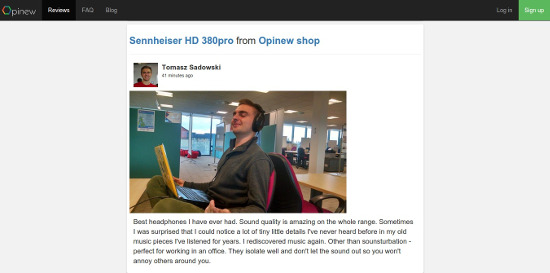 Opinew Reviews FAQ Blog Log in Sign up
Sennheiser HD 380pro from Opinew shop
Tomasz Sadowski
41 minutes ago
Best headphones I have ever had. Sound quality is amazing on the whole range. Sometimes
I was surprised that I could notice a lot of tiny little details I've never heard before in my old
music pieces I've listened for years. I rediscovered music again. Other than sounsturbation -
perfect for working in an office. They isolate well and don't let the sound out so you won't
annoy others around you.